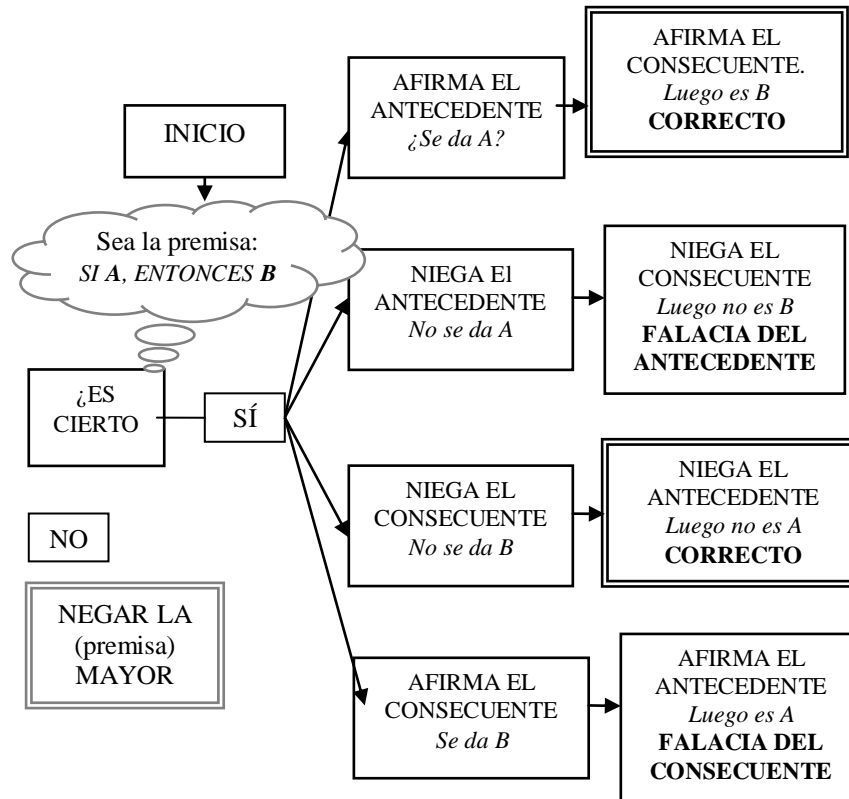 INICIO
Sea la premisa:
SI A, ENTONCES B
¿ES
CIERTO
SÍ
NO
NEGAR LA
(premisa)
MAYOR
AFIRMA EL
ANTECEDENTE
¿Se da A?
AFIRMA EL
CONSECUENTE.
Luego es B
CORRECTO
NIEGA El
ANTECEDENTE
No se da A
NIEGA EL
CONSECUENTE
Luego no es B
FALACIA DEL
ANTECEDENTE
NIEGA EL
CONSECUENTE
No se da B
NIEGA EL
ANTECEDENTE
Luego no es A
CORRECTO
AFIRMA EL
CONSECUENTE
Se da B
AFIRMA EL
ANTECEDENTE
Luego es A
FALACIA DEL
CONSECUENTE